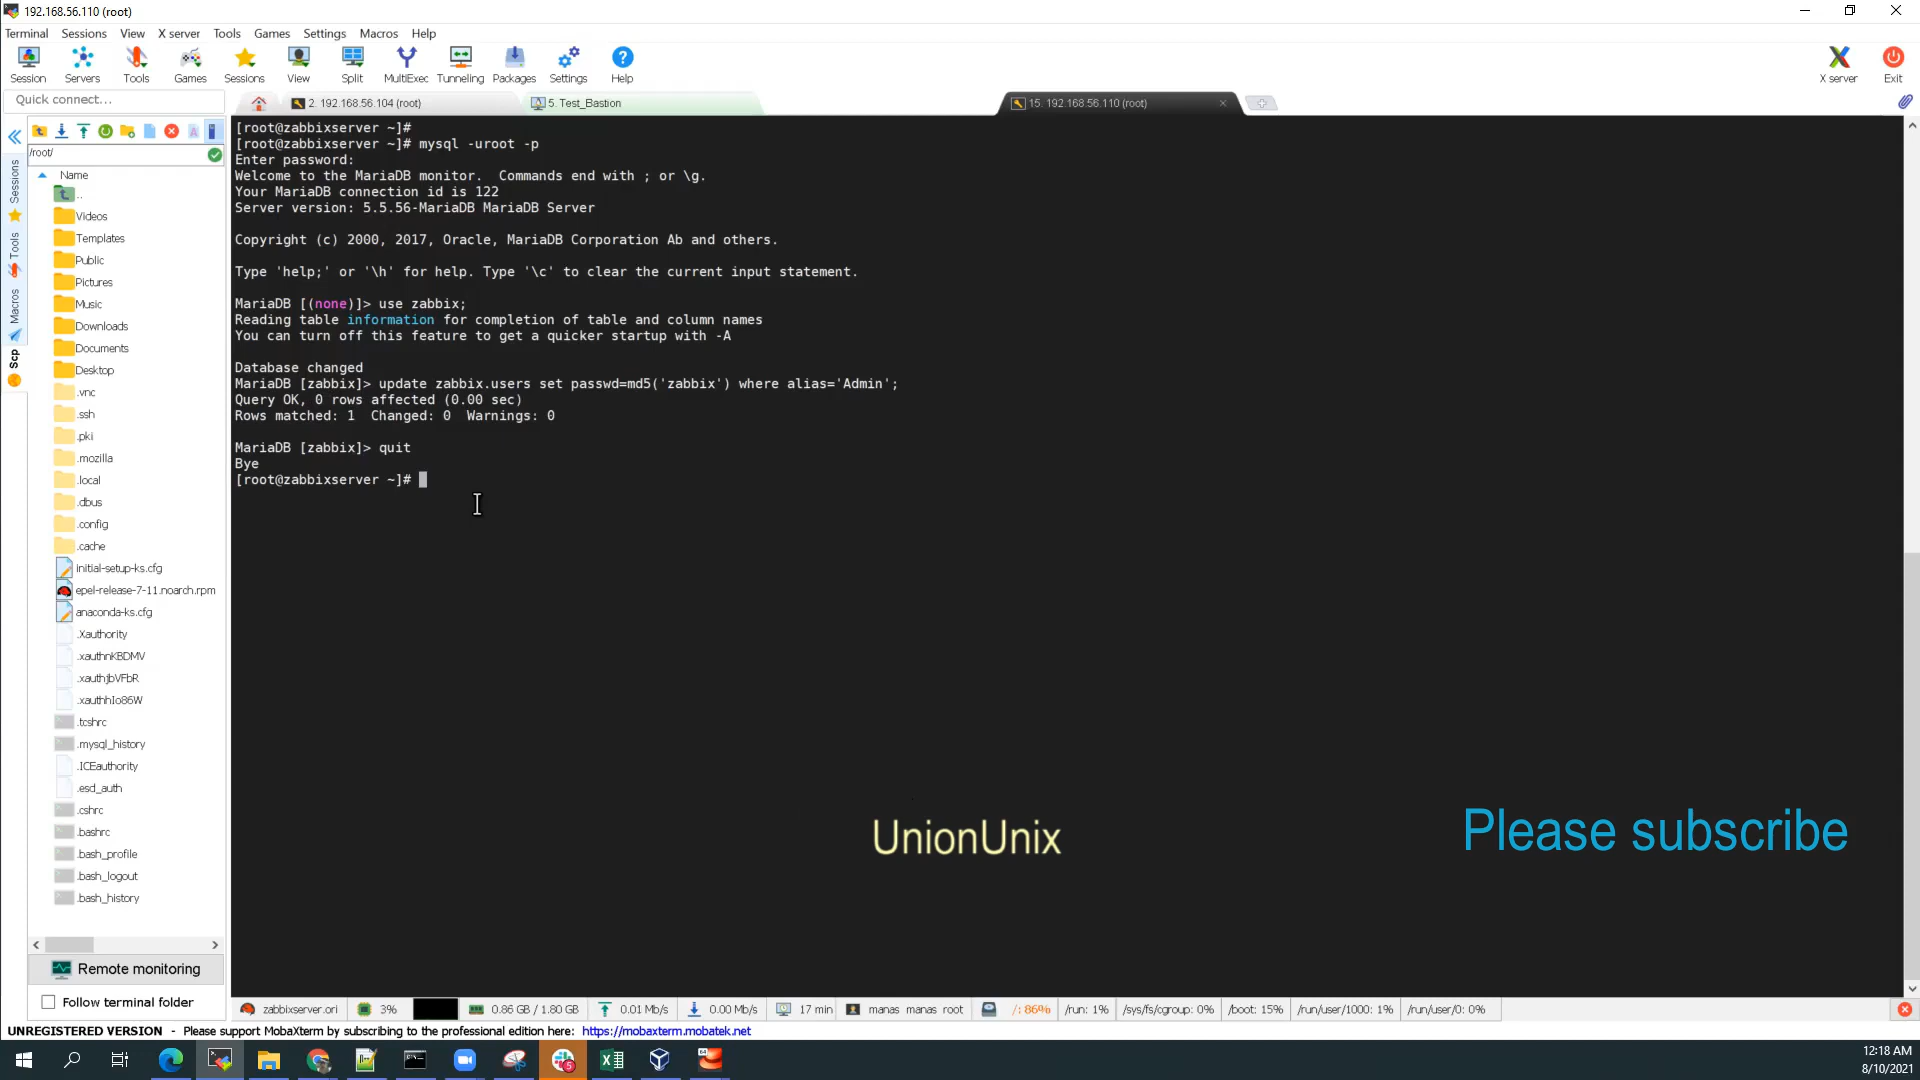 192.168.56.110 (root)
Terminal Sessions View X server Tools Games Settings Macros Help
Session Servers Tools Games Sessions View Split MultiExec Tunneling Packages Settings Help X server Exit
Quick connect...
2. 192.168.56.104 (root) 5. Test_Bastion 15. 192.168.56.110 (root)
/root/
Name
..
Videos
Templates
Public
Pictures
Music
Downloads
Documents
Desktop
.vnc
.ssh
.pki
.mozilla
.local
.dbus
.config
.cache
initial-setup-ks.cfg
epel-release-7-11.noarch.rpm
anaconda-ks.cfg
.Xauthority
.xauthnKBDMV
.xauthjbVFbR
.xauthhIo86W
.tcshrc
.mysql_history
.ICEauthority
.esd_auth
.cshrc
.bashrc
.bash_profile
.bash_logout
.bash_history
Sessions
Tools
Macros
Scp
Remote monitoring
Follow terminal folder
[root@zabbixserver ~]#
[root@zabbixserver ~]# mysql -uroot -p
Enter password:
Welcome to the MariaDB monitor.  Commands end with ; or \g.
Your MariaDB connection id is 122
Server version: 5.5.56-MariaDB MariaDB Server
Copyright (c) 2000, 2017, Oracle, MariaDB Corporation Ab and others.
Type 'help;' or '\h' for help. Type '\c' to clear the current input statement.
MariaDB [(none)]> use zabbix;
Reading table information for completion of table and column names
You can turn off this feature to get a quicker startup with -A
Database changed
MariaDB [zabbix]> update zabbix.users set passwd=md5('zabbix') where alias='Admin';
Query OK, 0 rows affected (0.00 sec)
Rows matched: 1  Changed: 0  Warnings: 0
MariaDB [zabbix]> quit
Bye
[root@zabbixserver ~]#
UnionUnix
Please subscribe
zabbixserver.ori 3% 0.86 GB / 1.80 GB 0.01 Mb/s 0.00 Mb/s 17 min manas manas root /: 86% /run: 1% /sys/fs/cgroup: 0% /boot: 15% /run/user/1000: 1% /run/user/0: 0%
UNREGISTERED VERSION - Please support MobaXterm by subscribing to the professional edition here: https://mobaxterm.mobatek.net
12:18 AM
8/10/2021